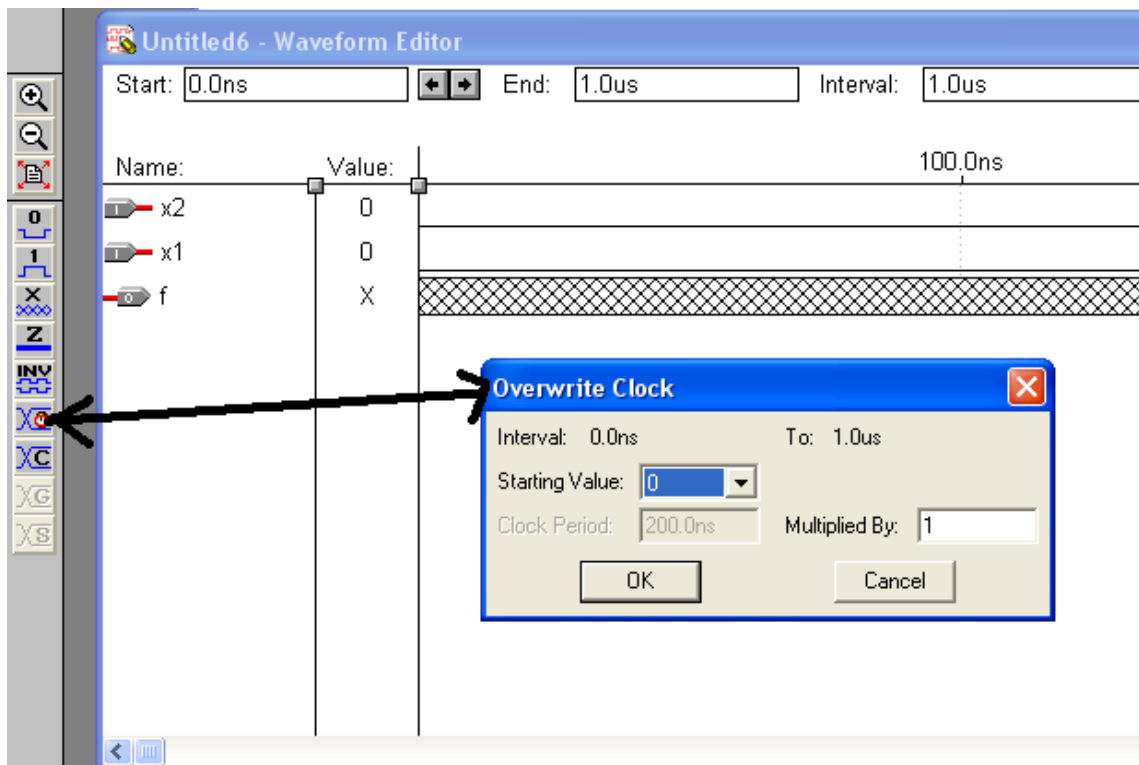 Untitled6 - Waveform Editor
Start: 0.0ns End: 1.0us Interval: 1.0us
Name: Value: 100.0ns
x2 0
x1 0
f X
0
1
X
Z
INV
C
G
S
Overwrite Clock
Interval: 0.0ns To: 1.0us
Starting Value: 0
Clock Period: 200.0ns Multiplied By: 1
OK Cancel